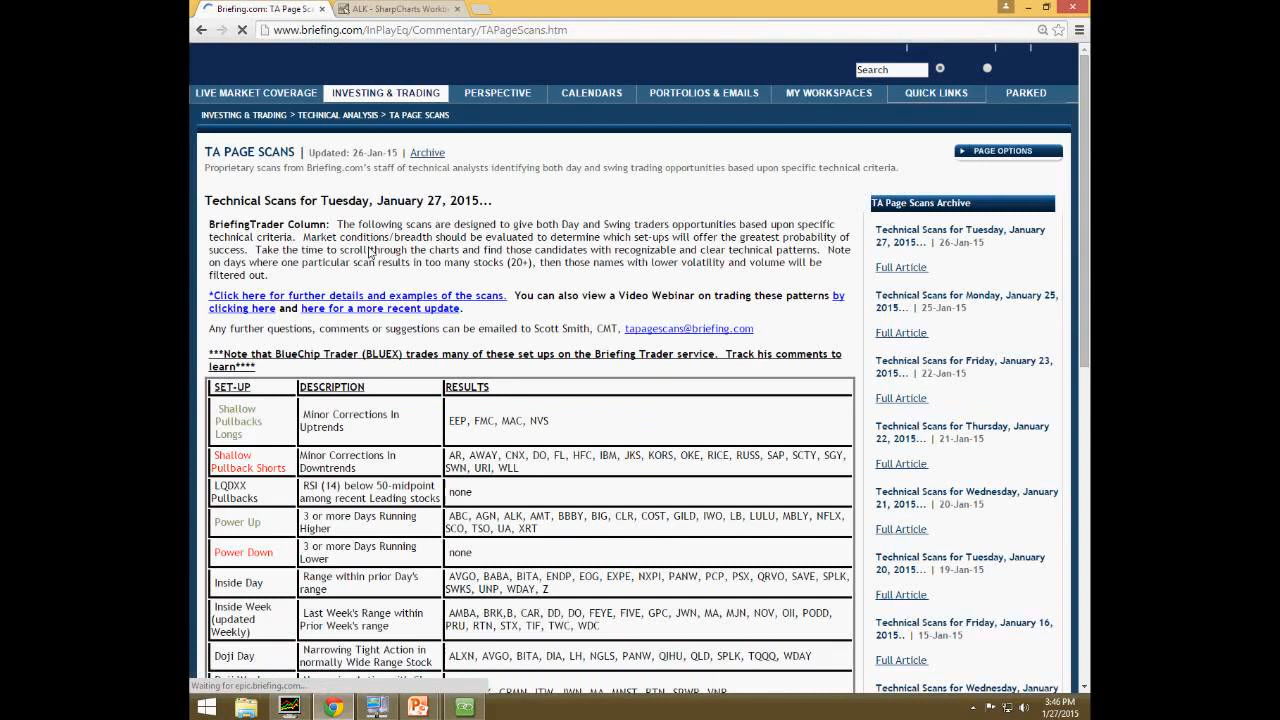 Briefing.com: TA Page Sc
ALK - SharpCharts Workb
www.briefing.com/InPlayEq/Commentary/TAPageScans.htm
Search
LIVE MARKET COVERAGE INVESTING & TRADING PERSPECTIVE CALENDARS PORTFOLIOS & EMAILS MY WORKSPACES QUICK LINKS PARKED
INVESTING & TRADING > TECHNICAL ANALYSIS > TA PAGE SCANS
TA PAGE SCANS | Updated: 26-Jan-15 | Archive
PAGE OPTIONS
Proprietary scans from Briefing.com's staff of technical analysts identifying both day and swing trading opportunities based upon specific technical criteria.
Technical Scans for Tuesday, January 27, 2015...
BriefingTrader Column: The following scans are designed to give both Day and Swing traders opportunities based upon specific
technical criteria. Market conditions/breadth should be evaluated to determine which set-ups will offer the greatest probability of
success. Take the time to scroll through the charts and find those candidates with recognizable and clear technical patterns. Note
on days where one particular scan results in too many stocks (20+), then those names with lower volatility and volume will be
filtered out.
*Click here for further details and examples of the scans. You can also view a Video Webinar on trading these patterns by
clicking here and here for a more recent update.
Any further questions, comments or suggestions can be emailed to Scott Smith, CMT, tapagescans@briefing.com
***Note that BlueChip Trader (BLUEX) trades many of these set ups on the Briefing Trader service. Track his comments to
learn****
SET-UP DESCRIPTION RESULTS
Shallow
Pullbacks
Longs
Minor Corrections In
Uptrends
EEP, FMC, MAC, NVS
Shallow
Pullback Shorts
Minor Corrections In
Downtrends
AR, AWAY, CNX, DO, FL, HFC, IBM, JKS, KORS, OKE, RICE, RUSS, SAP, SCTY, SGY,
SWN, URI, WLL
LQDXX
Pullbacks
RSI (14) below 50-midpoint
among recent Leading stocks
none
Power Up
3 or more Days Running
Higher
ABC, AGN, ALK, AMT, BBBY, BIG, CLR, COST, GILD, IWO, LB, LULU, MBLY, NFLX,
SCO, TSO, UA, XRT
Power Down
3 or more Days Running
Lower
none
Inside Day
Range within prior Day's
range
AVGO, BABA, BITA, ENDP, EOG, EXPE, NXPI, PANW, PCP, PSX, QRVO, SAVE, SPLK,
SWKS, UNP, WDAY, Z
Inside Week
(updated
Weekly)
Last Week's Range within
Prior Week's range
AMBA, BRK,B, CAR, DD, DO, FEYE, FIVE, GPC, JWN, MA, MJN, NOV, OII, PODD,
PRU, RTN, STX, TIF, TWC, WDC
Doji Day
Narrowing Tight Action in
normally Wide Range Stock
ALXN, AVGO, BITA, DIA, LH, NGLS, PANW, QIHU, QLD, SPLK, TQQQ, WDAY
TA Page Scans Archive
Technical Scans for Tuesday, January
27, 2015... | 26-Jan-15
Full Article
Technical Scans for Monday, January 25,
2015... | 25-Jan-15
Full Article
Technical Scans for Friday, January 23,
2015... | 22-Jan-15
Full Article
Technical Scans for Thursday, January
22, 2015... | 21-Jan-15
Full Article
Technical Scans for Wednesday, January
21, 2015... | 20-Jan-15
Full Article
Technical Scans for Tuesday, January
20, 2015... | 19-Jan-15
Full Article
Technical Scans for Friday, January 16,
2015.. | 15-Jan-15
Full Article
Technical Scans for Wednesday, January
Waiting for epic.briefing.com...
3:46 PM
1/27/2015